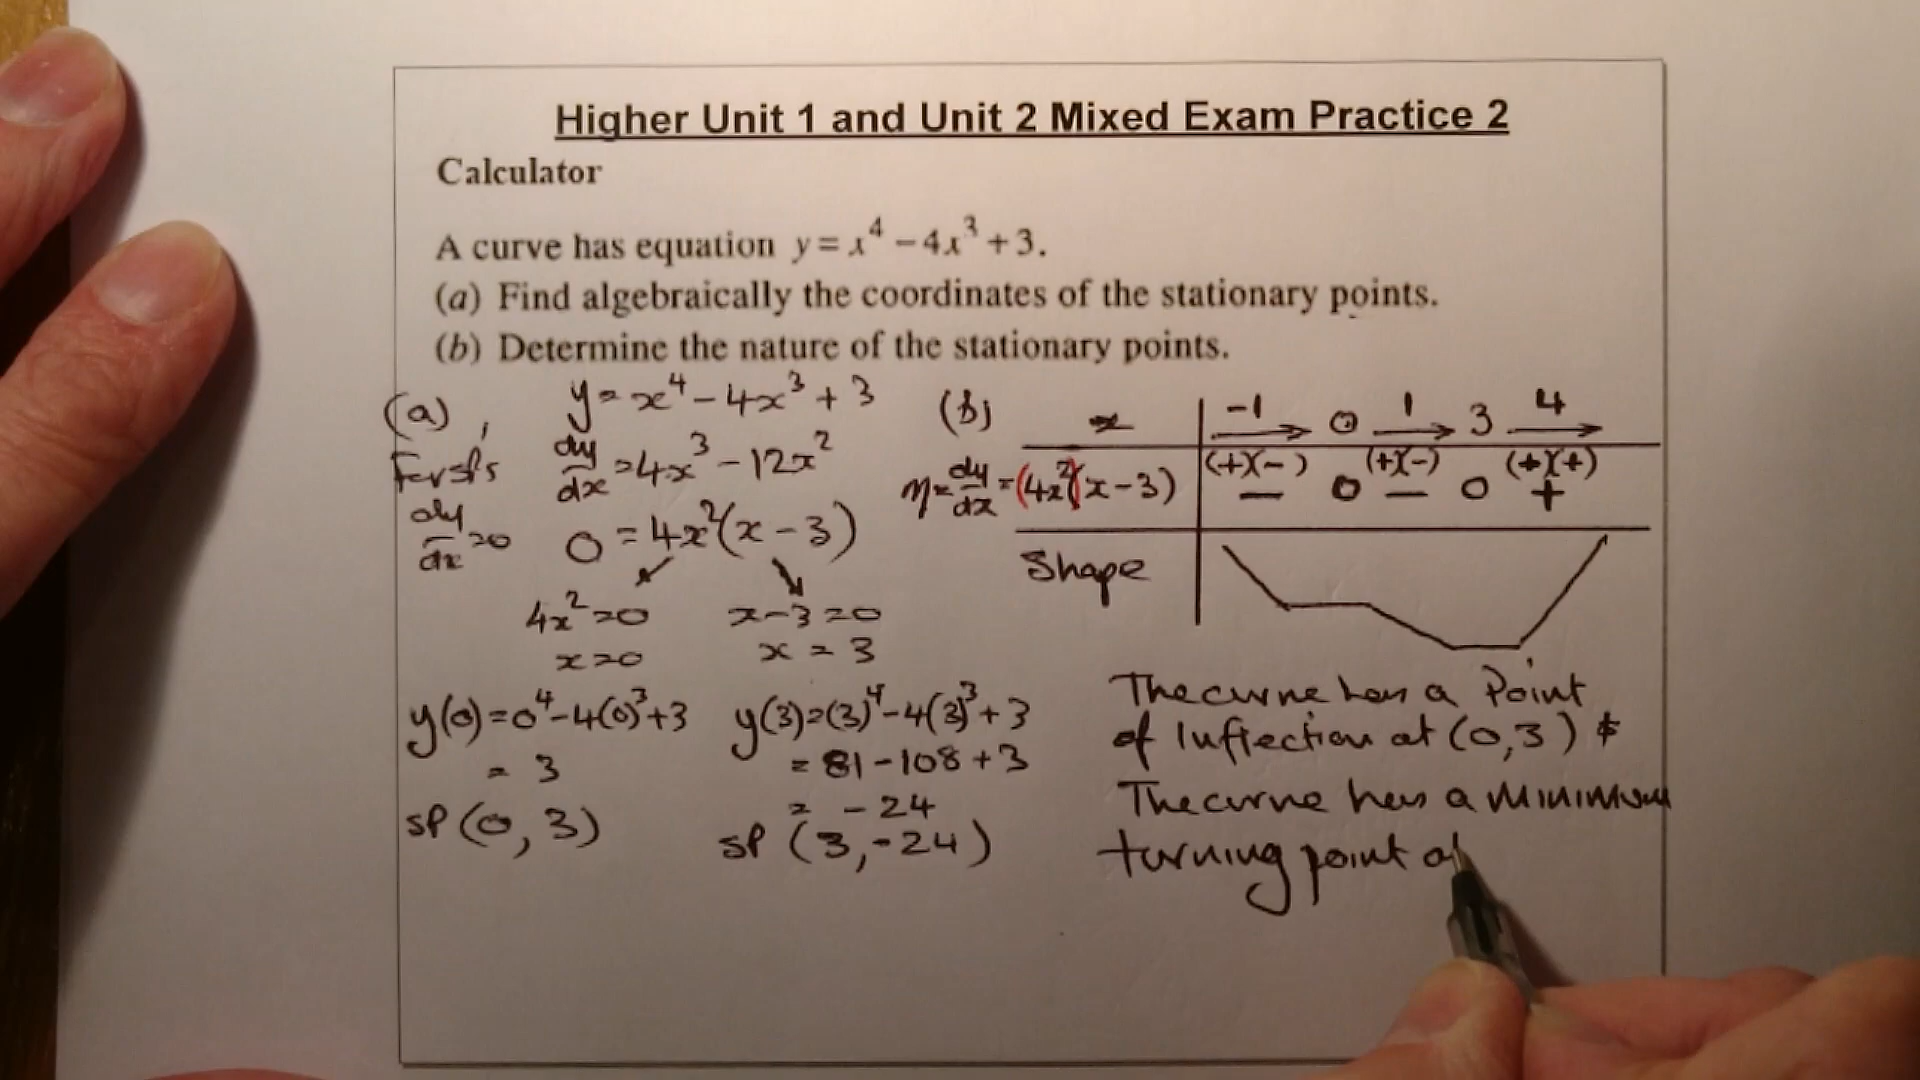 Higher Unit 1 and Unit 2 Mixed Exam Practice 2
Calculator
A curve has equation y = x⁴ − 4x³ + 3.
(a) Find algebraically the coordinates of the stationary points.
(b) Determine the nature of the stationary points.
(a) y = x⁴ − 4x³ + 3
For SPs dy/dx = 4x³ − 12x²
dy/dx = 0 0 = 4x²(x − 3)
4x² = 0 x − 3 = 0
x = 0 x = 3
y(0) = 0⁴ − 4(0)³ + 3 y(3) = (3)⁴ − 4(3)³ + 3
= 3 = 81 − 108 + 3
= −24
SP (0, 3) SP (3, −24)
(b) x −1 → 0 1 → 3 4 →
(+)(−) (+)(−) (+)(+)
m = dy/dx = (4x²)(x − 3) − 0 − 0 +
Shape
The curve has a Point
of Inflection at (0,3) &
The curve has a minimum
turning point at